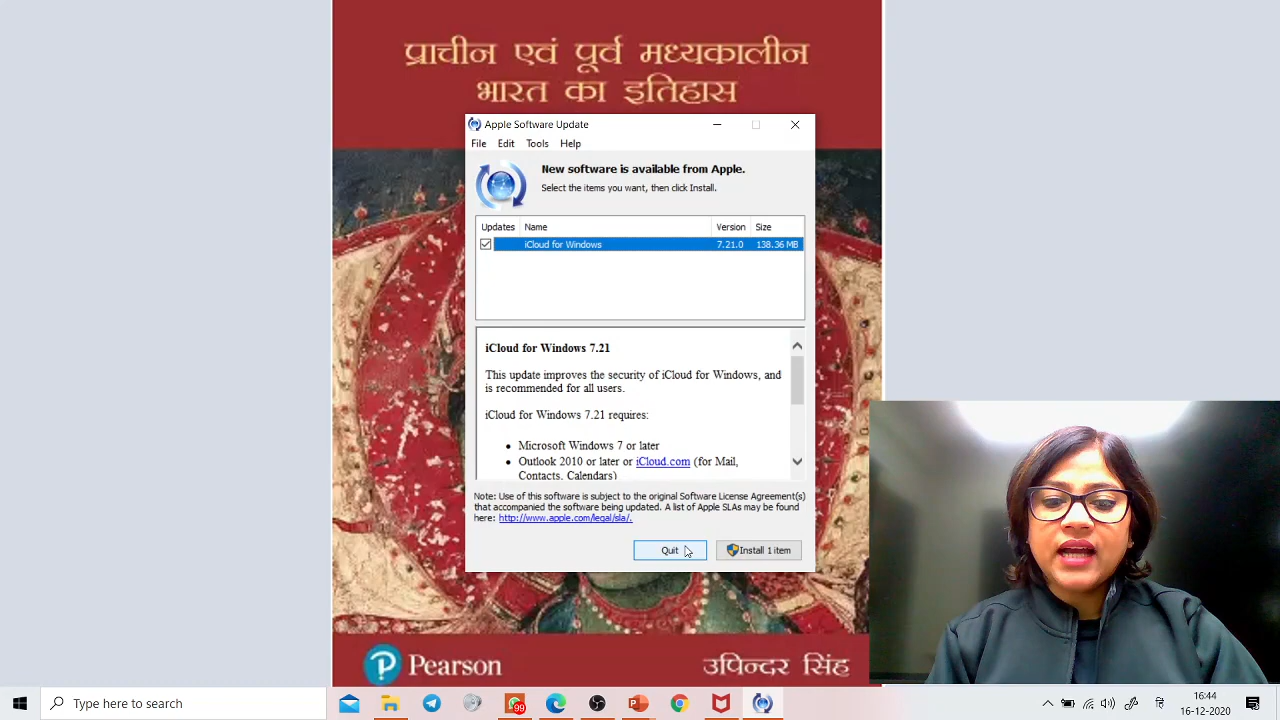 प्राचीन एवं पूर्व मध्यकालीन
भारत का इतिहास
Apple Software Update
File Edit Tools Help
New software is available from Apple.
Select the items you want, then click Install.
Updates Name Version Size
iCloud for Windows 7.21.0 138.36 MB
iCloud for Windows 7.21
This update improves the security of iCloud for Windows, and
is recommended for all users.
iCloud for Windows 7.21 requires:
Microsoft Windows 7 or later
Outlook 2010 or later or iCloud.com (for Mail,
Contacts, Calendars)
Note: Use of this software is subject to the original Software License Agreement(s)
that accompanied the software being updated. A list of Apple SLAs may be found
here: http://www.apple.com/legal/sla/.
Quit Install 1 item
Pearson उपिन्दर सिंह
Type here to search
99
16:44
16-12-2020